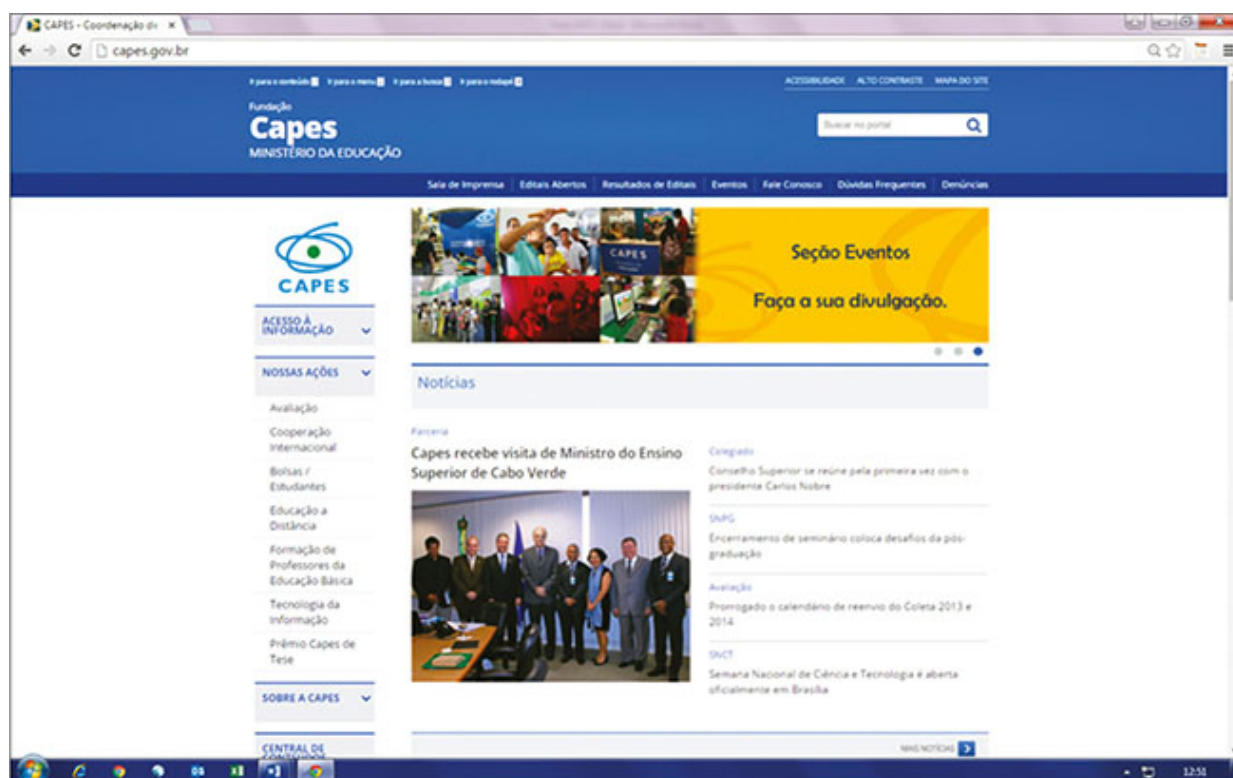 CAPES - Coordenação de
capes.gov.br
Ir para o conteúdo Ir para o menu Ir para a busca Ir para o rodapé
ACESSIBILIDADE ALTO CONTRASTE MAPA DO SITE
Fundação
Capes
MINISTÉRIO DA EDUCAÇÃO
Buscar no portal
Sala de Imprensa Editais Abertos Resultados de Editais Eventos Fale Conosco Dúvidas Frequentes Denúncias
CAPES
CAPES
Seção Eventos
Faça a sua divulgação.
ACESSO À
INFORMAÇÃO
NOSSAS AÇÕES
Avaliação
Cooperação
Internacional
Bolsas /
Estudantes
Educação a
Distância
Formação de
Professores da
Educação Básica
Tecnologia da
Informação
Prêmio Capes de
Tese
SOBRE A CAPES
CENTRAL DE
CONTEÚDOS
Notícias
Parceria
Capes recebe visita de Ministro do Ensino
Superior de Cabo Verde
Colegiado
Conselho Superior se reúne pela primeira vez com o
presidente Carlos Nobre
SNPG
Encerramento de seminário coloca desafios da pós-
graduação
Avaliação
Prorrogado o calendário de reenvio do Coleta 2013 e
2014
SNCT
Semana Nacional de Ciência e Tecnologia é aberta
oficialmente em Brasília
MAIS NOTÍCIAS
12:51